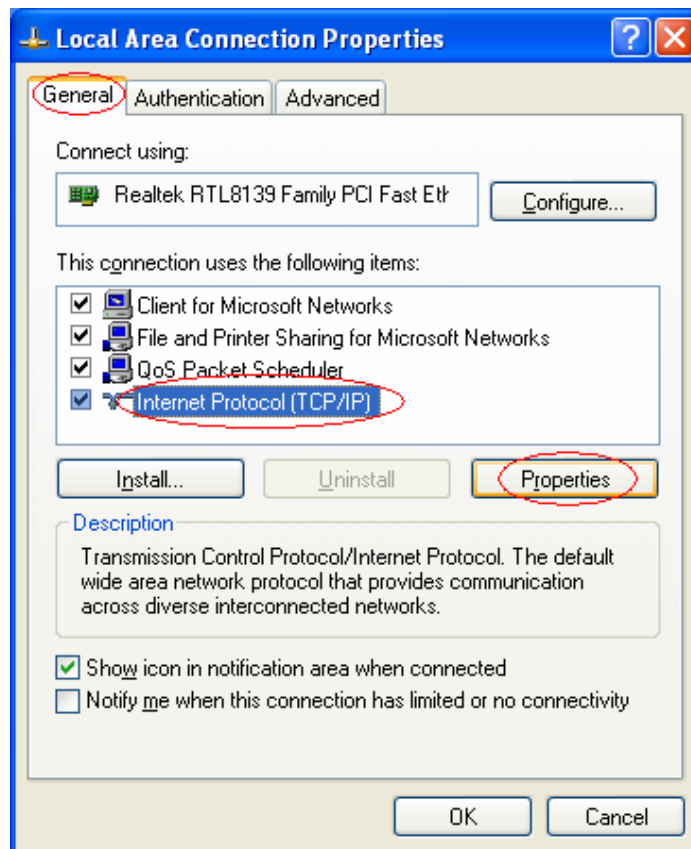 Local Area Connection Properties
General Authentication Advanced
Connect using:
Realtek RTL8139 Family PCI Fast Eth
Configure...
This connection uses the following items:
Client for Microsoft Networks
File and Printer Sharing for Microsoft Networks
QoS Packet Scheduler
Internet Protocol (TCP/IP)
Install... Uninstall Properties
Description
Transmission Control Protocol/Internet Protocol. The default
wide area network protocol that provides communication
across diverse interconnected networks.
Show icon in notification area when connected
Notify me when this connection has limited or no connectivity
OK Cancel